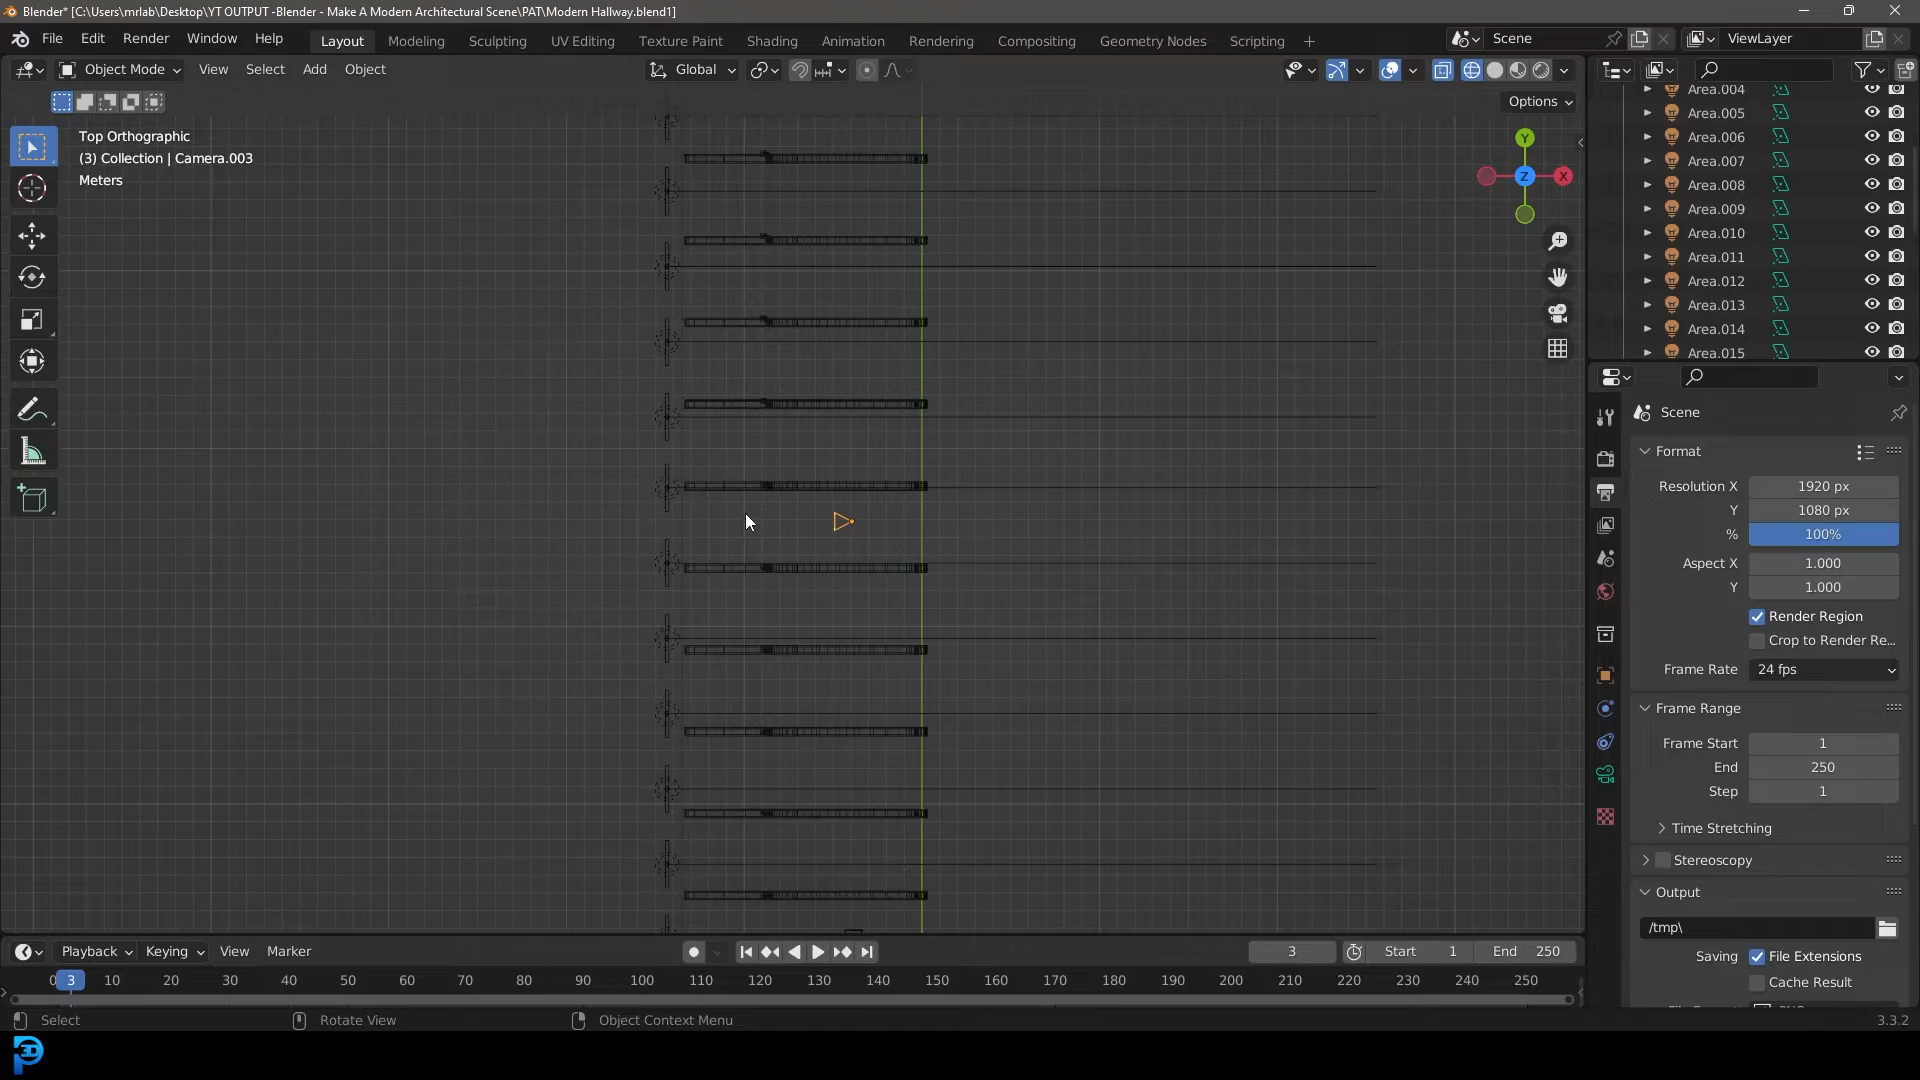 Blender* [C:\Users\mrlab\Desktop\YT OUTPUT -Blender - Make A Modern Architectural Scene\PAT\Modern Hallway.blend1]
File Edit Render Window Help Layout Modeling Sculpting UV Editing Texture Paint Shading Animation Rendering Compositing Geometry Nodes Scripting + Scene ViewLayer
Object Mode View Select Add Object Global
Options
Top Orthographic
(3) Collection | Camera.003
Meters
Y
Z
X
Area.004
Area.005
Area.006
Area.007
Area.008
Area.009
Area.010
Area.011
Area.012
Area.013
Area.014
Area.015
Scene
Format
Resolution X 1920 px
Y 1080 px
% 100%
Aspect X 1.000
Y 1.000
Render Region
Crop to Render Re...
Frame Rate 24 fps
Frame Range
Frame Start 1
End 250
Step 1
Time Stretching
Stereoscopy
Output
/tmp\
Saving File Extensions
Cache Result
Playback Keying View Marker 3 Start 1 End 250
0 3 10 20 30 40 50 60 70 80 90 100 110 120 130 140 150 160 170 180 190 200 210 220 230 240 250
Select Rotate View Object Context Menu 3.3.2